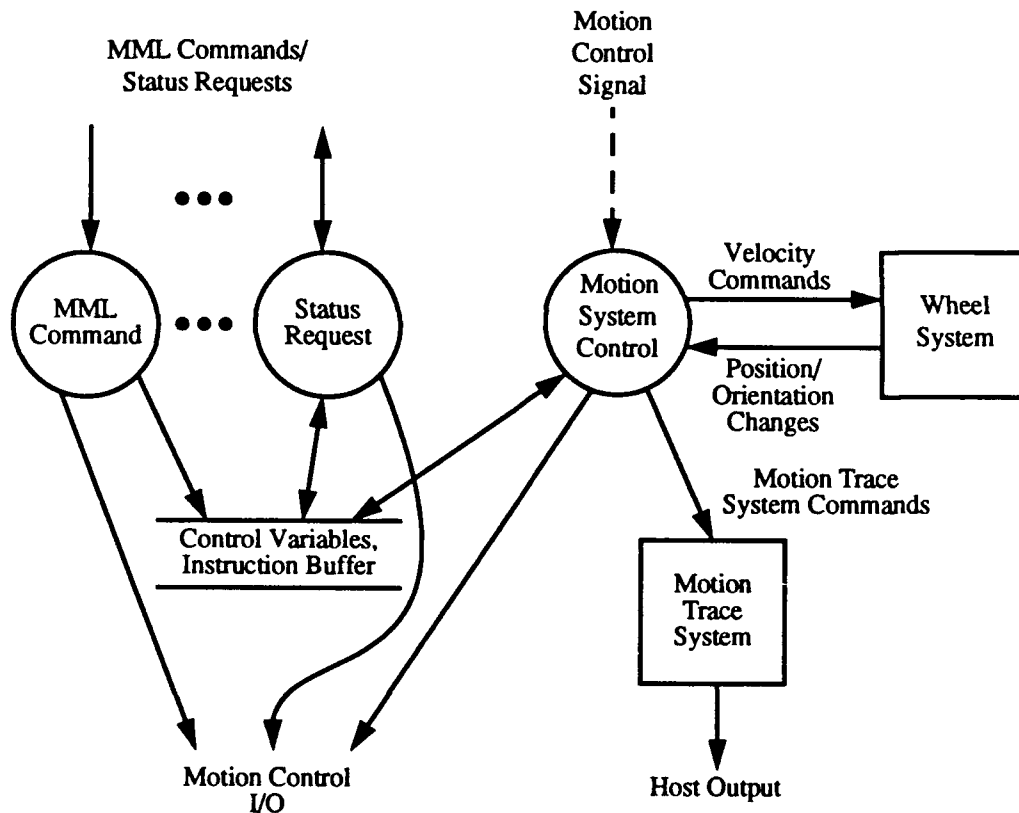 MML Commands/
Status Requests
Motion
Control
Signal
MML
Command
Status
Request
Motion
System
Control
Velocity
Commands
Wheel
System
Position/
Orientation
Changes
Motion Trace
System Commands
Control Variables,
Instruction Buffer
Motion
Trace
System
Motion Control
I/O
Host Output